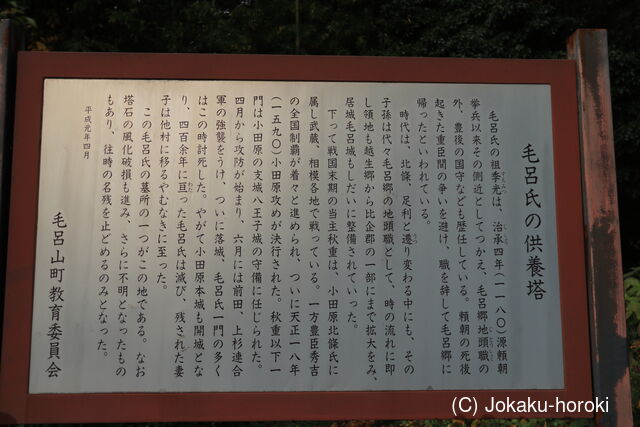 毛呂氏の供養塔
毛呂氏の祖季光は、治承四年(一一八〇)源頼朝
挙兵以来その側近としてつかえ、毛呂郷地頭職の
外、豊後の国守なども歴任している。頼朝の死後
起きた重臣間の争いを避け、職を辞して毛呂郷に
帰ったといわれている。
時代は、北條、足利と遷り変わる中にも、その
子孫は代々毛呂郷の地頭職として、時の流れに即
し領地も越生郷から比企郡の一部にまで拡大をみ、
居城毛呂城もしだいに整備されていった。
下って戦国末期の当主秋重は、小田原北條氏に
属し武蔵、相模各地で戦っている。一方豊臣秀吉
の全国制覇が着々と進められ、ついに天正一八年
(一五九〇)小田原攻めが決行された。秋重以下一
門は小田原の支城八王子城の守備に任じられた。
四月から攻防が始まり、六月には前田、上杉連合
軍の強襲をうけ、ついに落城、毛呂氏一門の多く
はこの時討死した。やがて小田原本城も開城とな
り、四百余年に亘った毛呂氏は滅び、残された妻
子は他村に移るやむなきに至った。
この毛呂氏の墓所の一つがこの地である。なお
塔石の風化破損も進み、さらに不明となったもの
もあり、往時の名残を止どめるのみとなった。
平成元年四月
毛呂山町教育委員会
(C) Jokaku-horoki